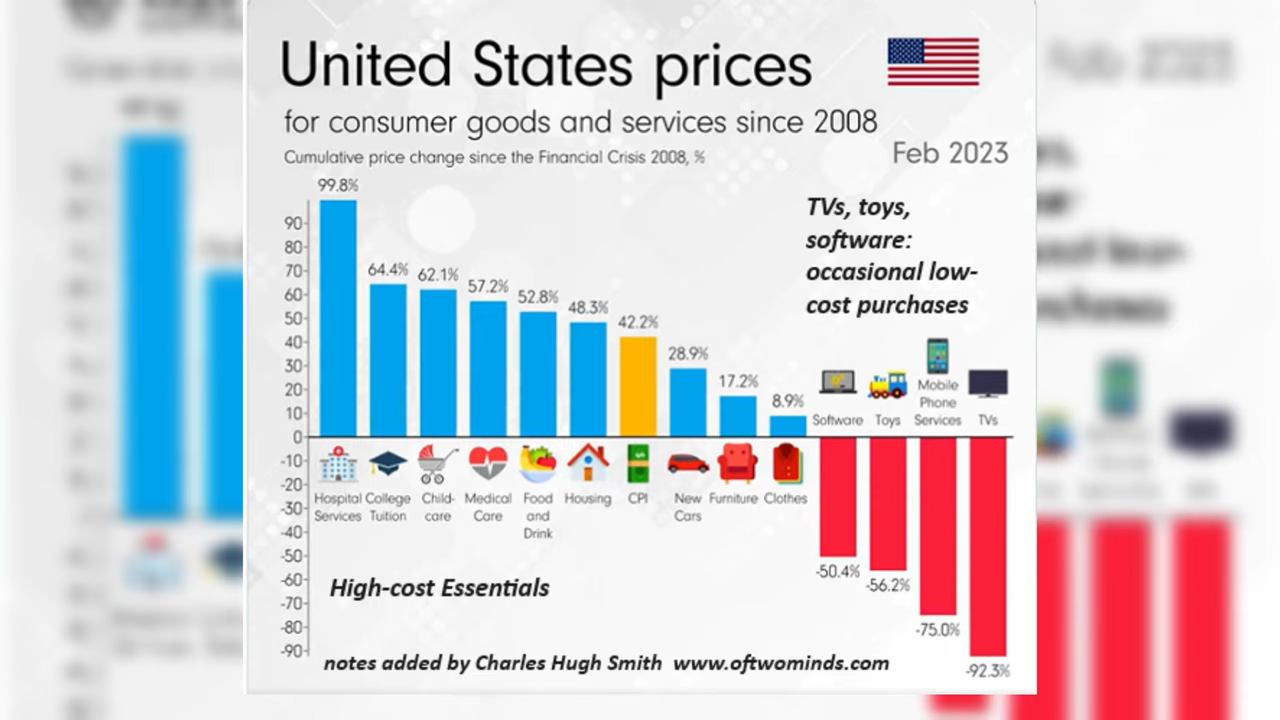 United States prices
for consumer goods and services since 2008
Cumulative price change since the Financial Crisis 2008, %
Feb 2023
TVs, toys,
software:
occasional low-
cost purchases
99.8%
64.4%
62.1%
57.2%
52.8%
48.3%
42.2%
28.9%
17.2%
8.9%
90
80
70
60
50
40
30
20
10
0
-10
-20
-30
-40
-50
-60
-70
-80
-90
Hospital
Services
College
Tuition
Child-
care
Medical
Care
Food
and
Drink
Housing
CPI
New
Cars
Furniture
Clothes
Software
Toys
Mobile
Phone
Services
TVs
-50.4%
-56.2%
-75.0%
-92.3%
High-cost Essentials
notes added by Charles Hugh Smith www.oftwominds.com